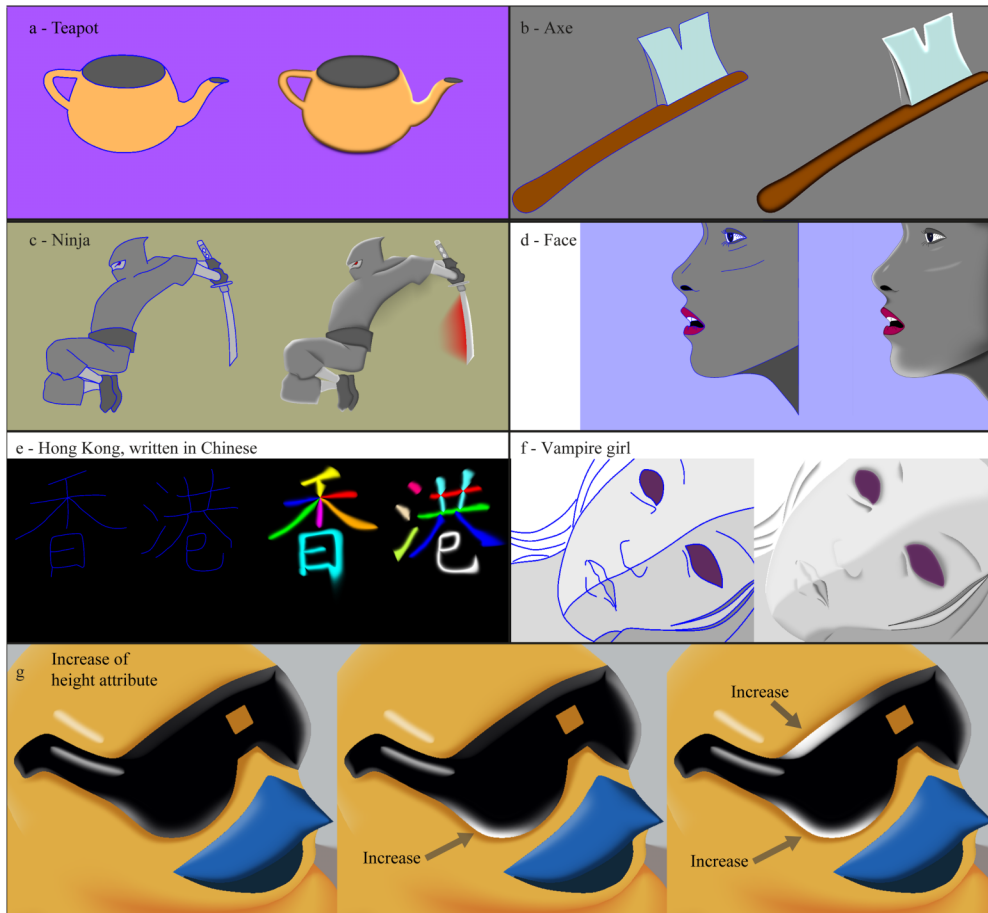 a - Teapot
b - Axe
c - Ninja
d - Face
e - Hong Kong, written in Chinese
f - Vampire girl
香 港 香 港
g
Increase of
height attribute
Increase
Increase
Increase